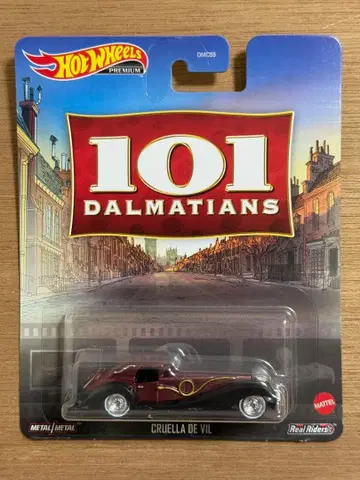 HOT WHEELS
PREMIUM
DMC55
101
DALMATIANS
METAL/METAL
CRUELLA DE VIL
MATTEL
Real Riders